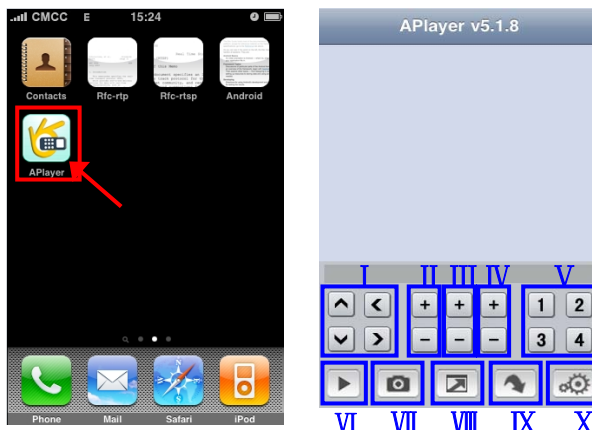 CMCC E 15:24
Contacts Rfc-rtp Rfc-rtsp Android
APlayer
Phone Mail Safari iPod
APlayer v5.1.8
I II III IV V
+ + + 1 2
- - - 3 4
VI VII VIII IX X